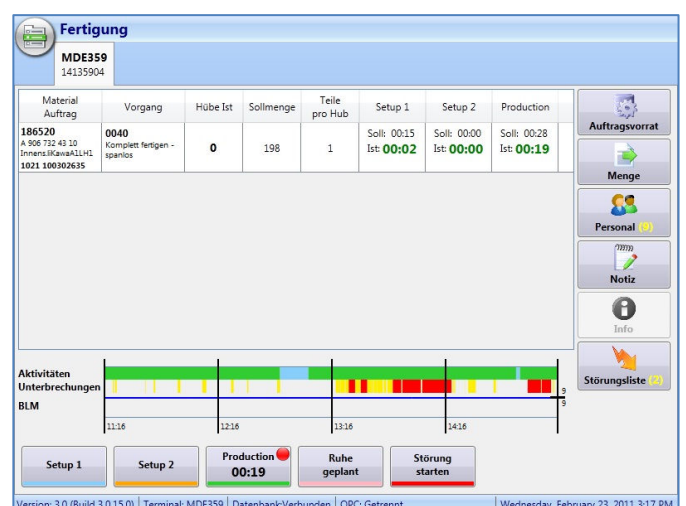 Fertigung
MDE359
14135904
Material
Auftrag
Vorgang
Hübe Ist
Sollmenge
Teile
pro Hub
Setup 1
Setup 2
Production
186520
A 906 732 43 10
Innens.liKawaA1LH1
1021 100302635
0040
Komplett fertigen -
spanlos
0
198
1
Soll: 00:15
Ist: 00:02
Soll: 00:00
Ist: 00:00
Soll: 00:28
Ist: 00:19
Auftragsvorrat
Menge
Personal (9)
Notiz
Info
Störungsliste (2)
Aktivitäten
Unterbrechungen
BLM
9
9
11:16
12:16
13:16
14:16
Setup 1
Setup 2
Production
00:19
Ruhe
geplant
Störung
starten
Version: 3.0 (Build 3.0.15.0) Terminal: MDE359 Datenbank:Verbunden OPC: Getrennt Wednesday, February 23, 2011 3:17 PM